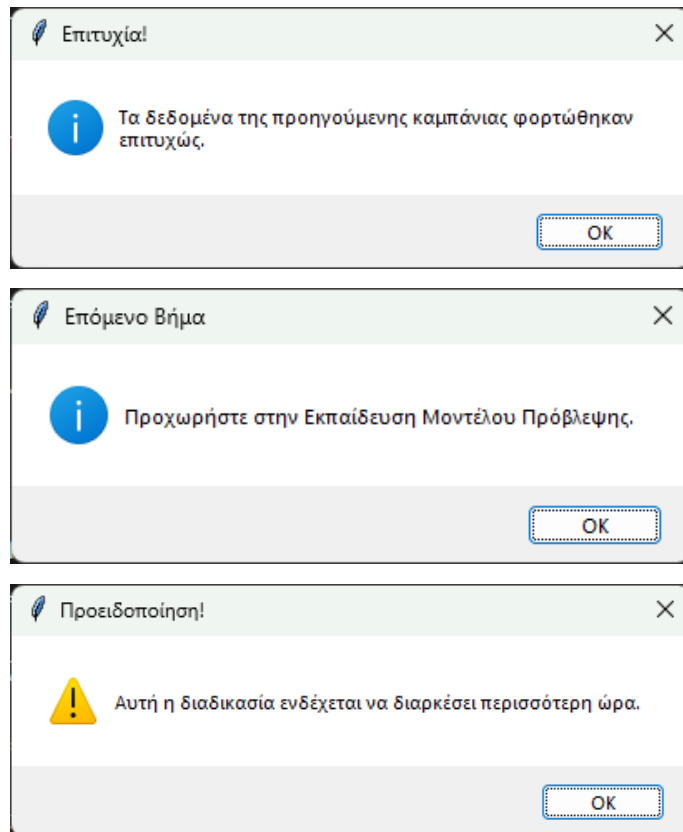 Επιτυχία!
Τα δεδομένα της προηγούμενης καμπάνιας φορτώθηκαν
επιτυχώς.
OK
Επόμενο Βήμα
Προχωρήστε στην Εκπαίδευση Μοντέλου Πρόβλεψης.
OK
Προειδοποίηση!
Αυτή η διαδικασία ενδέχεται να διαρκέσει περισσότερη ώρα.
OK